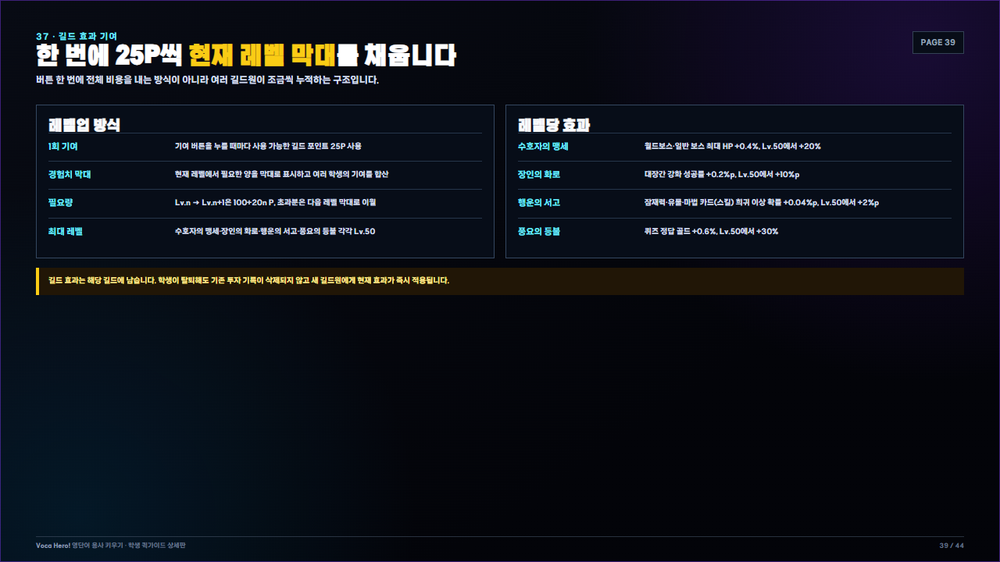 37 · 길드 효과 기여
PAGE 39
한 번에 25P씩 현재 레벨 막대를 채웁니다
버튼 한 번에 전체 비용을 내는 방식이 아니라 여러 길드원이 조금씩 누적하는 구조입니다.
레벨업 방식
1회 기여 기여 버튼을 누를 때마다 사용 가능한 길드 포인트 25P 사용
경험치 막대 현재 레벨에서 필요한 양을 막대로 표시하고 여러 학생의 기여를 합산
필요량 Lv.n → Lv.n+1은 100+20n P, 초과분은 다음 레벨 막대로 이월
최대 레벨 수호자의 맹세·장인의 화로·행운의 서고·풍요의 등불 각각 Lv.50
레벨당 효과
수호자의 맹세 월드보스·일반 보스 최대 HP +0.4%, Lv.50에서 +20%
장인의 화로 대장간 강화 성공률 +0.2%p, Lv.50에서 +10%p
행운의 서고 잠재력·유물·마법 카드(스킬) 희귀 이상 확률 +0.04%p, Lv.50에서 +2%p
풍요의 등불 퀴즈 정답 골드 +0.6%, Lv.50에서 +30%
길드 효과는 해당 길드에 남습니다. 학생이 탈퇴해도 기존 투자 기록이 삭제되지 않고 새 길드원에게 현재 효과가 즉시 적용됩니다.
Voca Hero! 영단어 용사 키우기 · 학생 퀵가이드 상세판
39 / 44